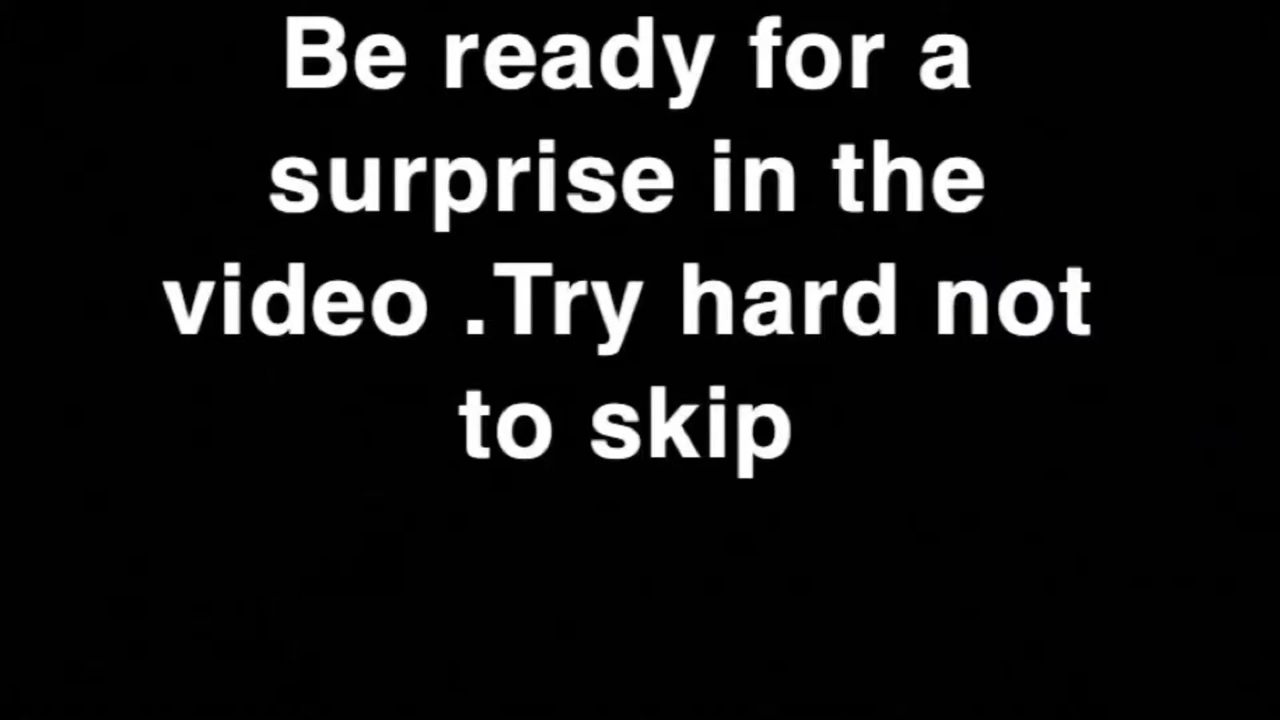 Be ready for a
surprise in the
video .Try hard not
to skip